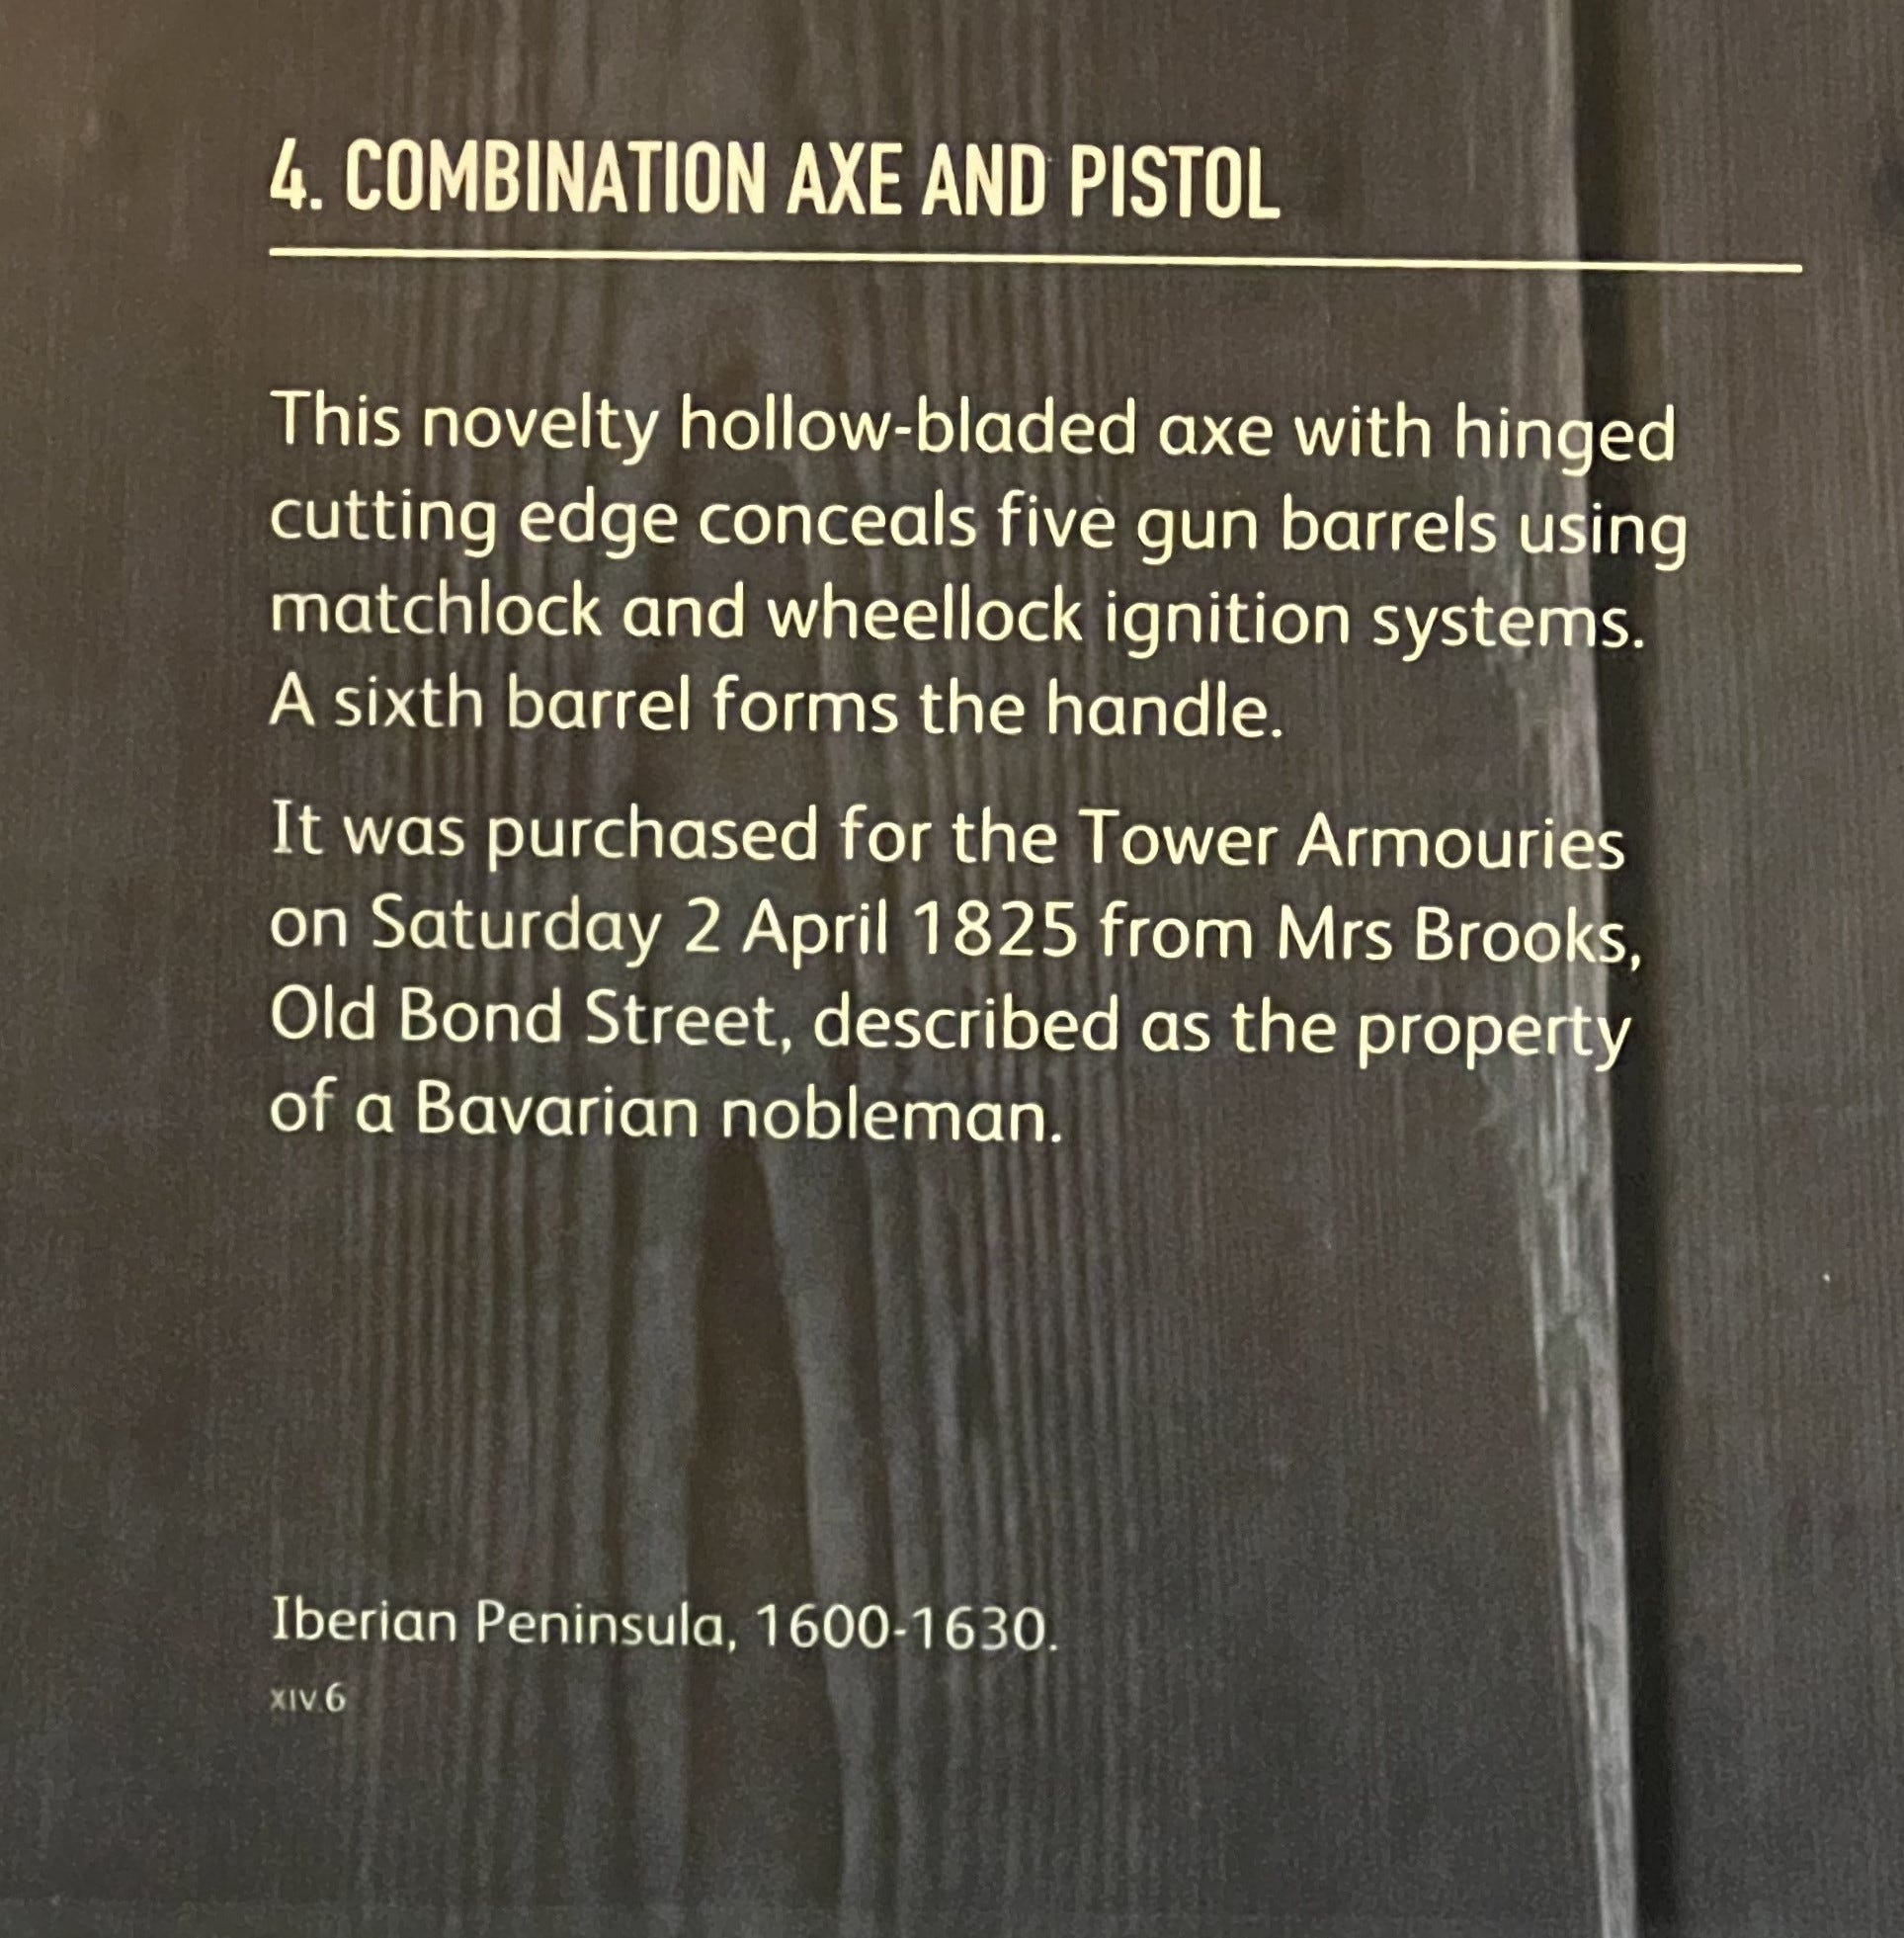 4. COMBINATION AXE AND PISTOL
This novelty hollow-bladed axe with hinged
cutting edge conceals five gun barrels using
matchlock and wheellock ignition systems.
A sixth barrel forms the handle.
It was purchased for the Tower Armouries
on Saturday 2 April 1825 from Mrs Brooks,
Old Bond Street, described as the property
of a Bavarian nobleman.
Iberian Peninsula, 1600-1630.
XIV.6